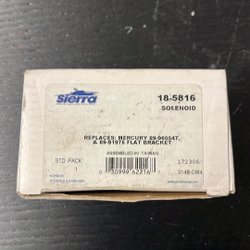 sierra
18-5816
SOLENOID
REPLACES: MERCURY 89-96054T,
& 89-91975 FLAT BRACKET
ASSEMBLED IN TAIWAN
STD. PACK
1
172306